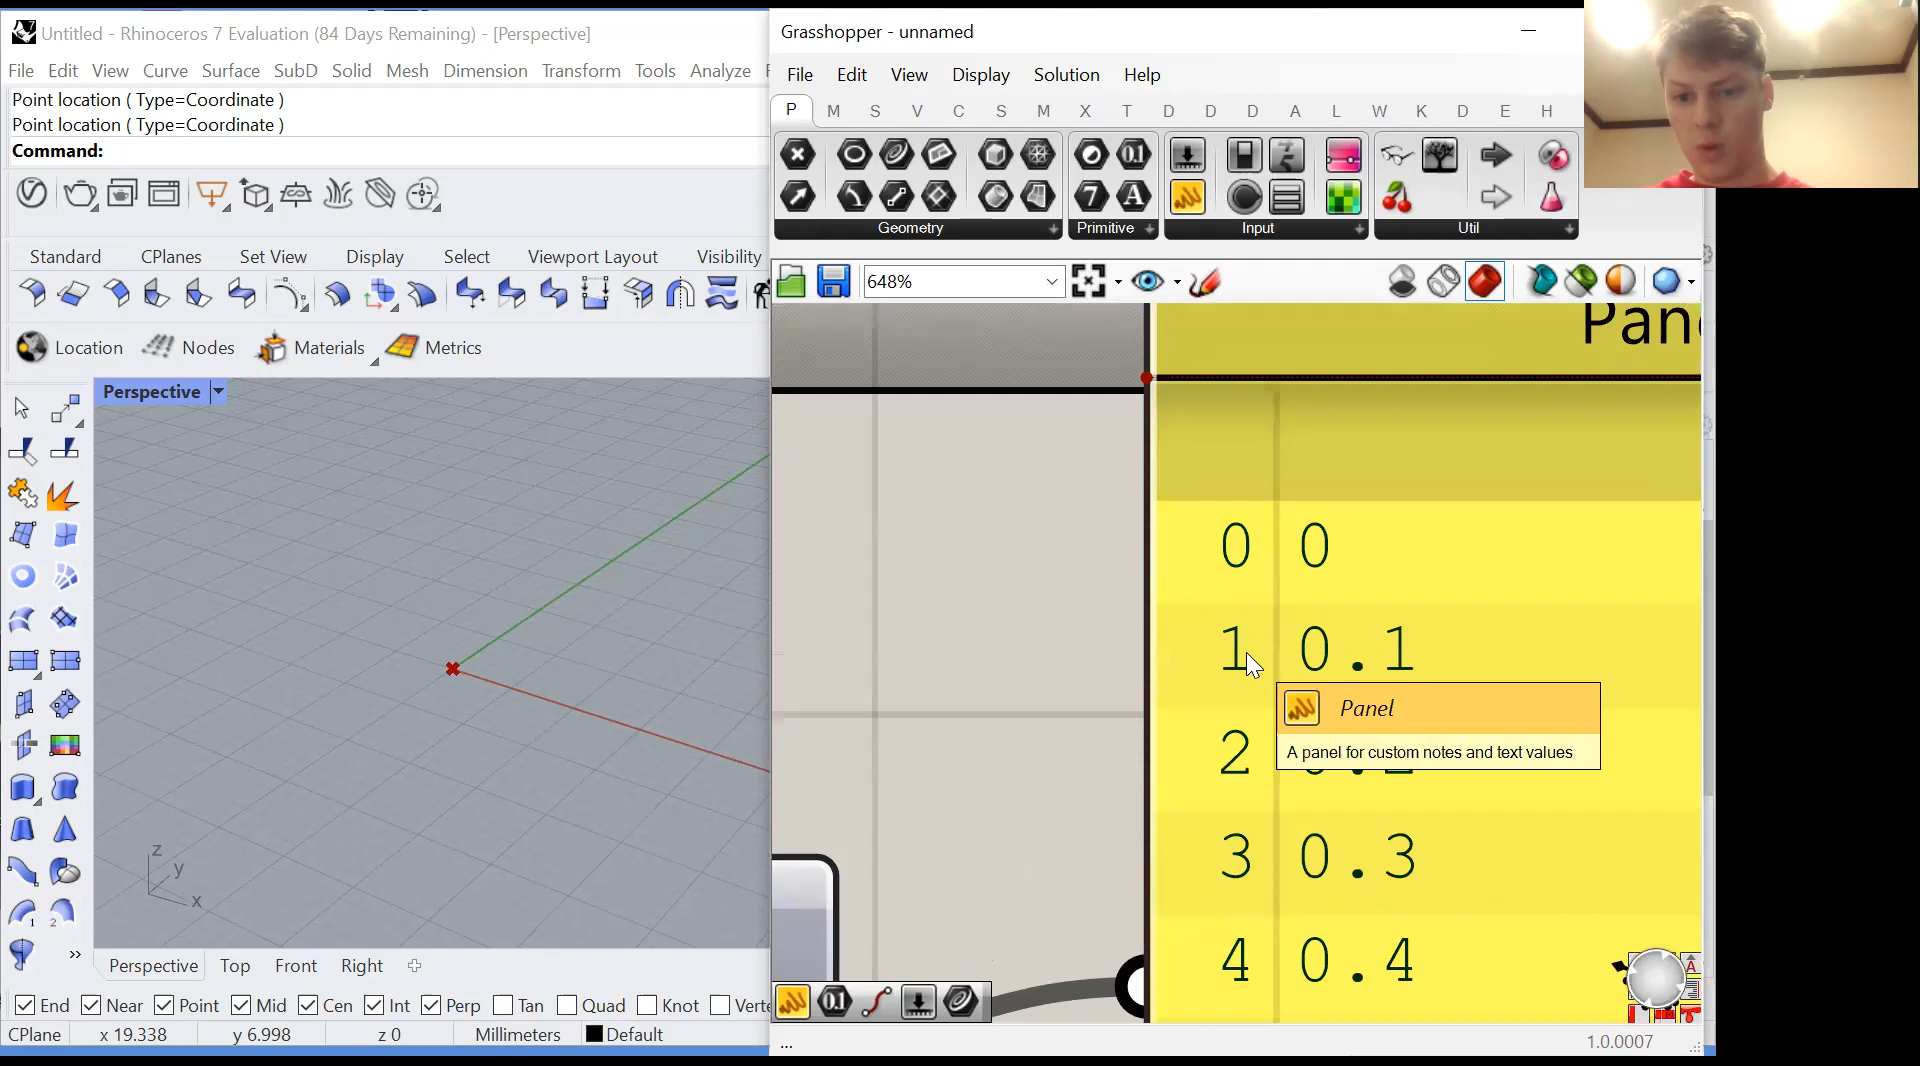 Untitled - Rhinoceros 7 Evaluation (84 Days Remaining) - [Perspective]
File Edit View Curve Surface SubD Solid Mesh Dimension Transform Tools Analyze
Point location ( Type=Coordinate )
Point location ( Type=Coordinate )
Command:
Standard CPlanes Set View Display Select Viewport Layout Visibility
Location Nodes Materials Metrics
Perspective
z
y
x
1 2
Perspective Top Front Right
End Near Point Mid Cen Int Perp Tan Quad Knot
CPlane x 19.338 y 6.998 z 0 Millimeters Default
Grasshopper - unnamed
File Edit View Display Solution Help
P M S V C S M X T D D D A L W K D E H
Geometry Primitive Input Util
648%
0 0
1 0.1
2
Panel
A panel for custom notes and text values
3 0.3
4 0.4
...
1.0.0007